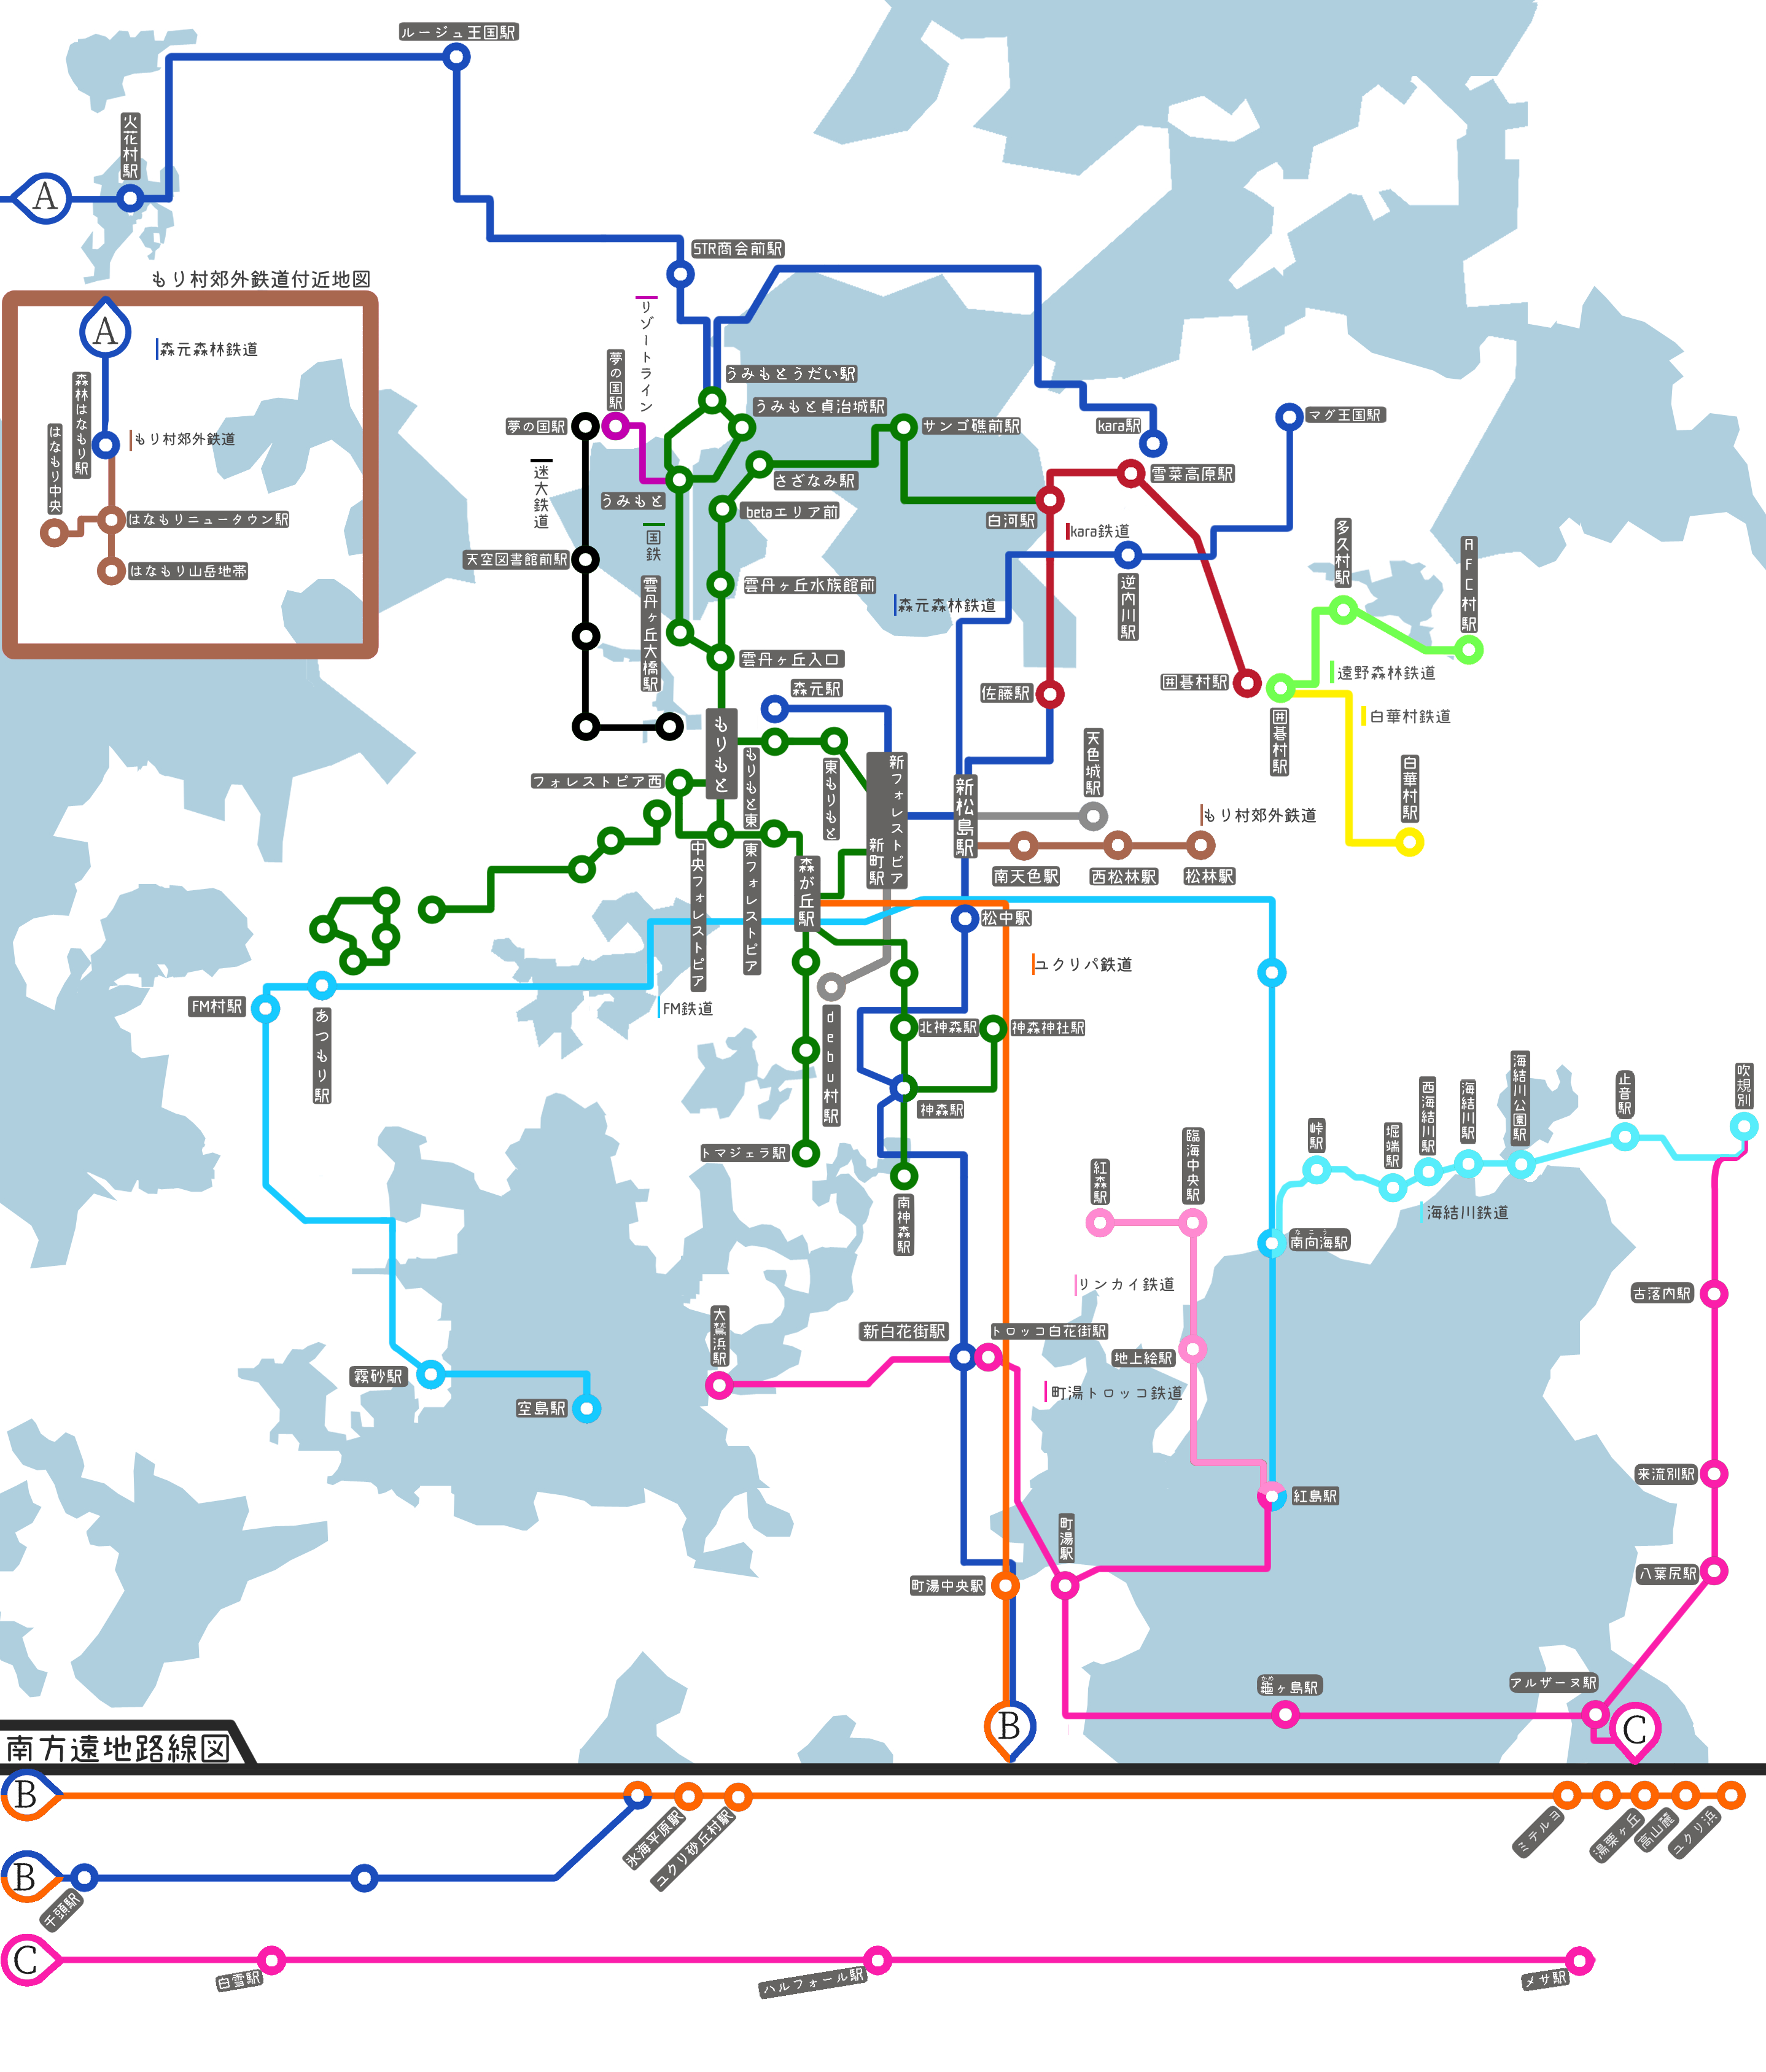 ルージュ王国駅
火花村駅
A
STR商会前駅
もり村郊外鉄道付近地図
A
森元森林鉄道
森林はなもり駅
はなもり中央
もり村郊外鉄道
はなもりニュータウン駅
はなもり山岳地帯
リゾートライン
夢の国駅
夢の国駅
うみもとうだい駅
うみもと貞治城駅
サンゴ礁前駅
kara駅
マグ王国駅
迷大鉄道
うみもと
さざなみ駅
雪菜高原駅
betaエリア前
白河駅
kara鉄道
国鉄
天空図書館前駅
雲丹ヶ丘大橋駅
雲丹ヶ丘水族館前
森元森林鉄道
逆内川駅
多久村駅
AFC村駅
雲丹ヶ丘入口
遠野森林鉄道
囲碁村駅
囲碁村駅
森元駅
佐藤駅
白華村鉄道
もりもと
フォレストピア西
もりもと東
東もりもと
新フォレストピア
新町駅
新松島駅
天色城駅
白華村駅
もり村郊外鉄道
南天色駅
西松林駅
松林駅
中央フォレストピア
東フォレストピア
森が丘駅
松中駅
ユクリパ鉄道
FM村駅
あつもり駅
FM鉄道
debu村駅
北神森駅
神森神社駅
神森駅
トマジェラ駅
南神森駅
紅森駅
臨海中央駅
峠駅
堀端駅
西海結川駅
海結川駅
海結川公園駅
止音駅
吹規別
海結川鉄道
なこう
南向海駅
リンカイ鉄道
古落内駅
大鷲浜駅
新白花街駅
トロッコ白花街駅
地上絵駅
町湯トロッコ鉄道
霧砂駅
空島駅
来流別駅
紅島駅
町湯駅
町湯中央駅
八葉尻駅
かめ
龜ヶ島駅
アルザーヌ駅
B
C
南方遠地路線図
B
氷海平原駅
ユクリ砂丘村駅
ミテルヨ
湯栗ヶ丘
高山麓
ユクリ浜
B
千頭駅
C
白雪駅
ハルフォール駅
メサ駅